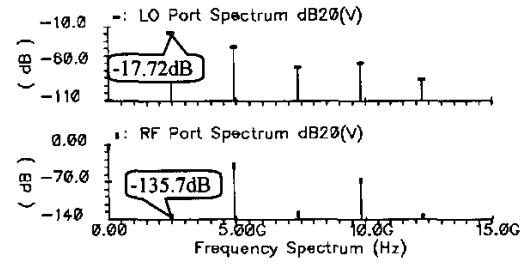 -: LO Port Spectrum dB20(V)
-10.0
-60.0
-110
( dB )
-17.72dB
▪: RF Port Spectrum dB20(V)
0.00
-70.0
-140
( dB )
-135.7dB
0.00 5.00G 10.0G 15.0G
Frequency Spectrum (Hz)